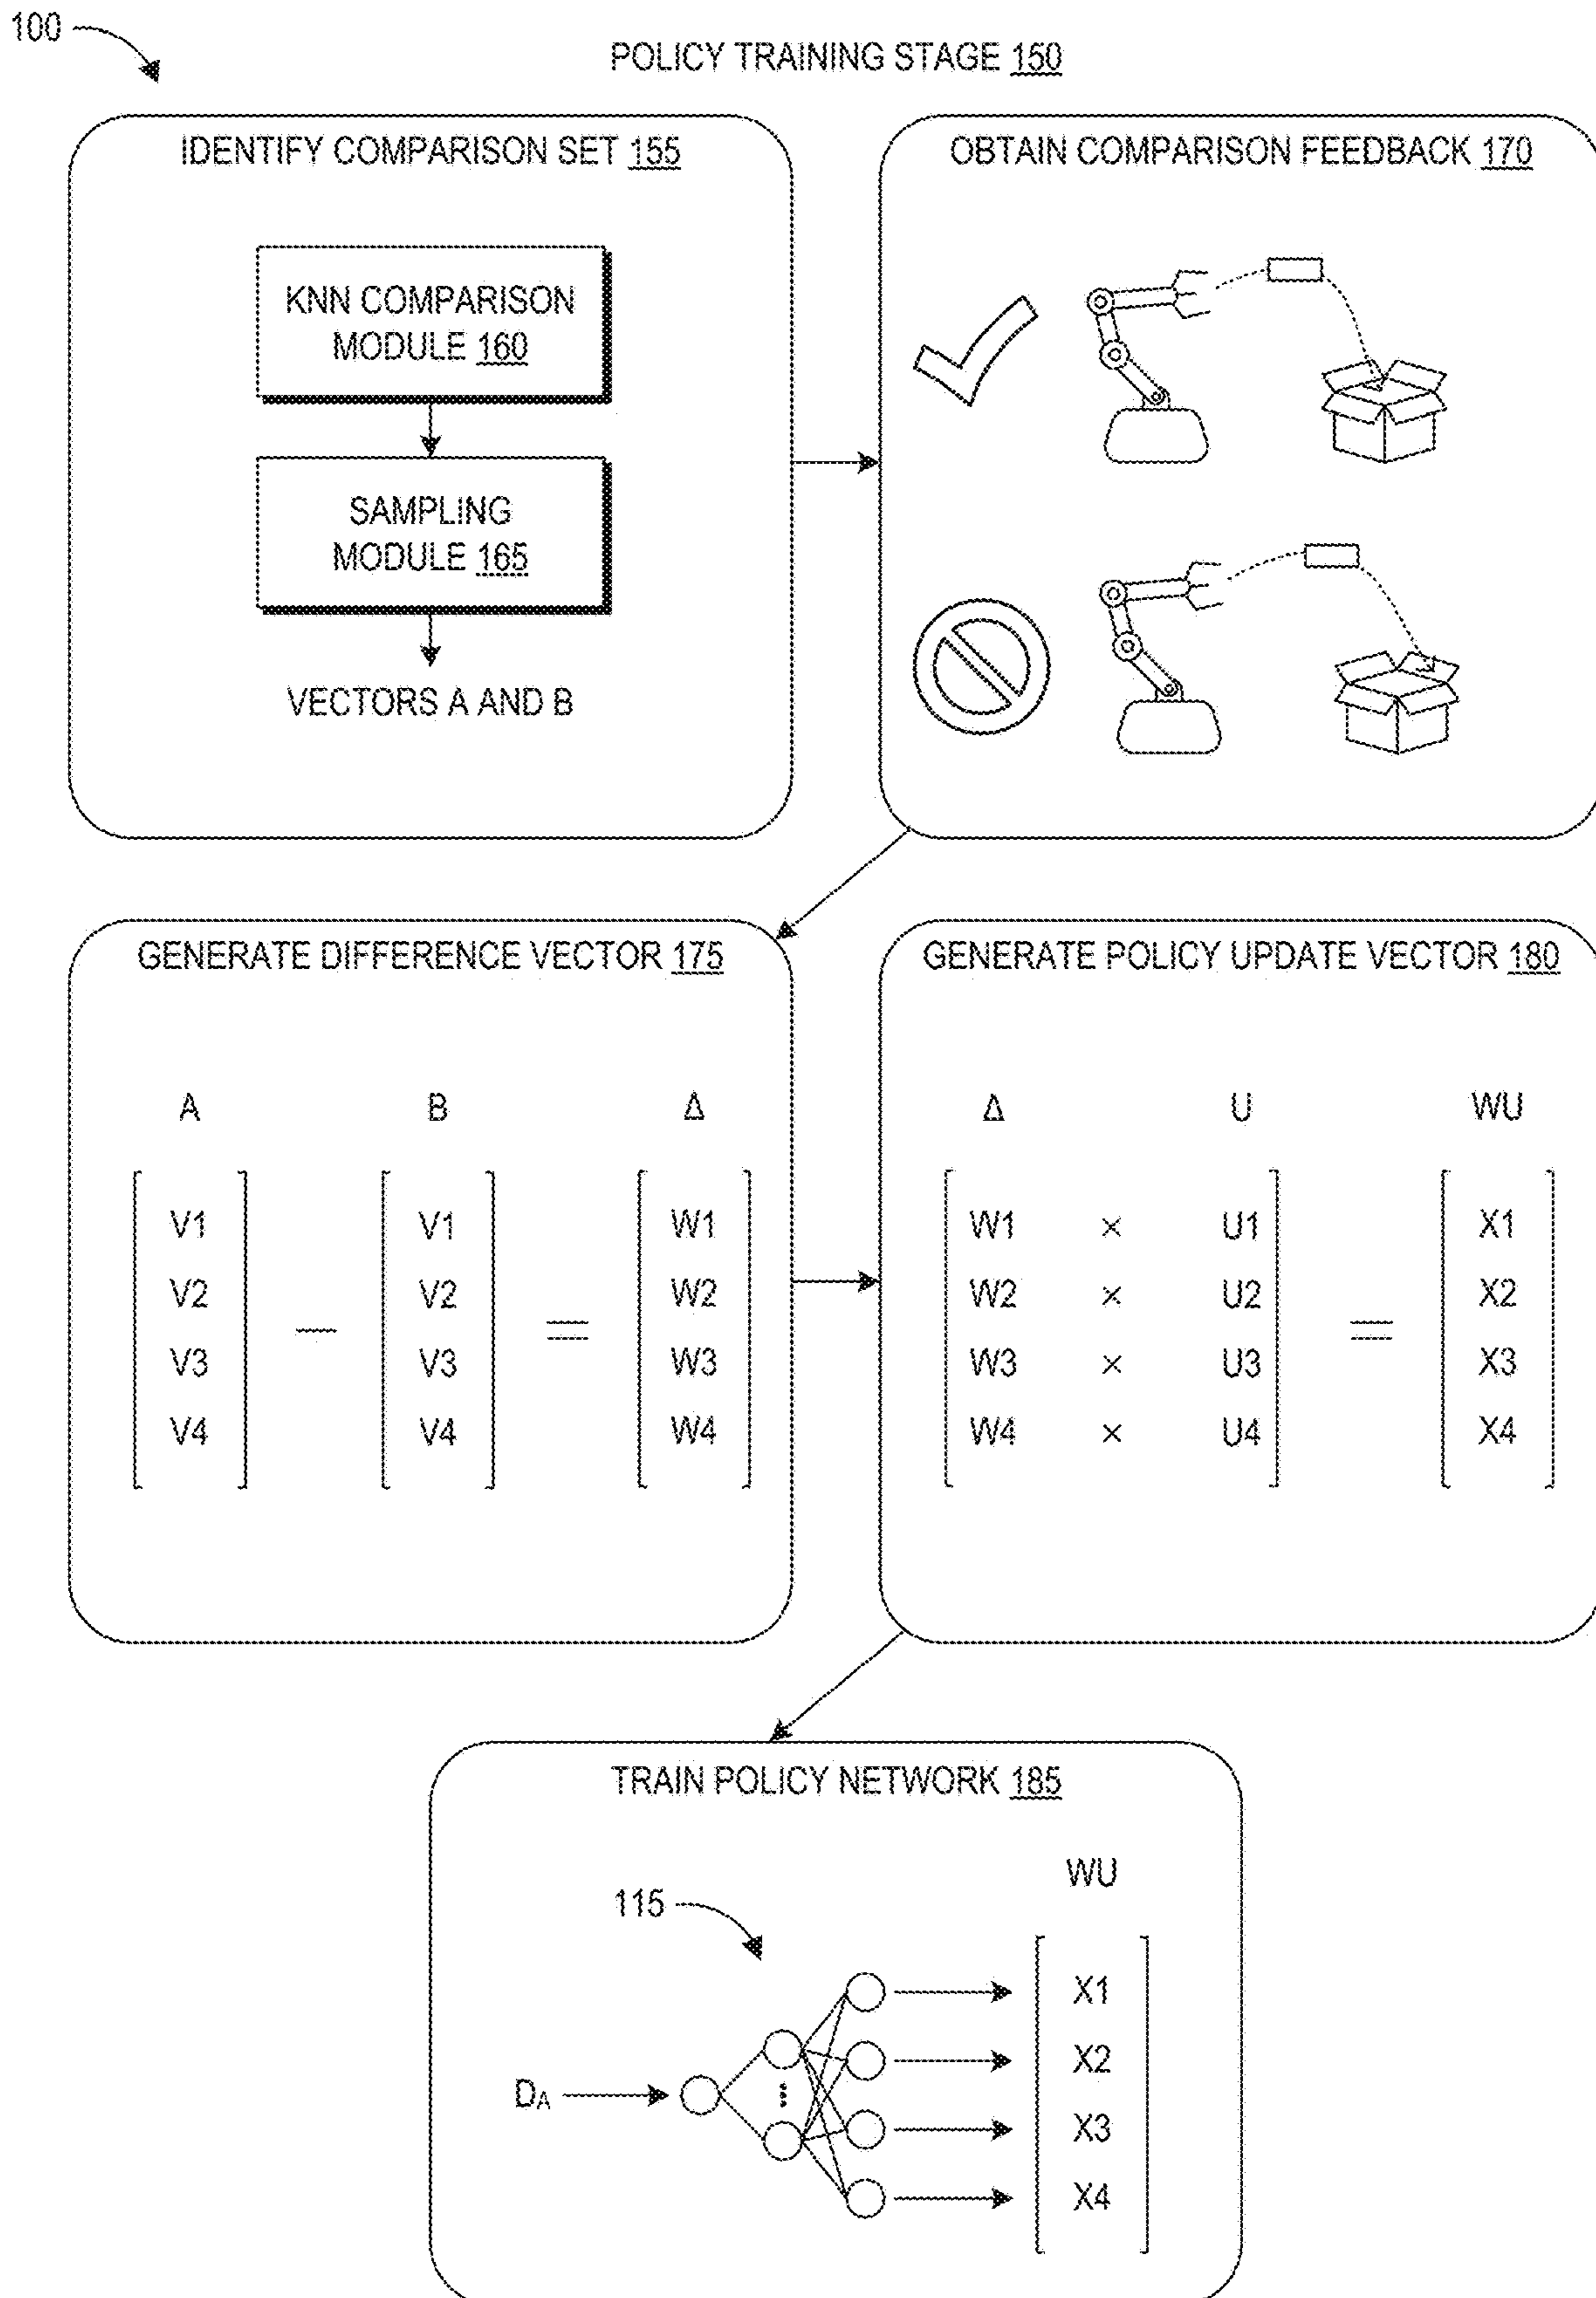 100
POLICY TRAINING STAGE 150
IDENTIFY COMPARISON SET 155
KNN COMPARISON
MODULE 160
SAMPLING
MODULE 165
VECTORS A AND B
OBTAIN COMPARISON FEEDBACK 170
GENERATE DIFFERENCE VECTOR 175
A B Δ
V1 V1 W1
V2 V2 W2
— =
V3 V3 W3
V4 V4 W4
GENERATE POLICY UPDATE VECTOR 180
Δ U WU
W1 × U1 X1
W2 × U2 X2
=
W3 × U3 X3
W4 × U4 X4
TRAIN POLICY NETWORK 185
WU
115
X1
X2
DA
X3
X4